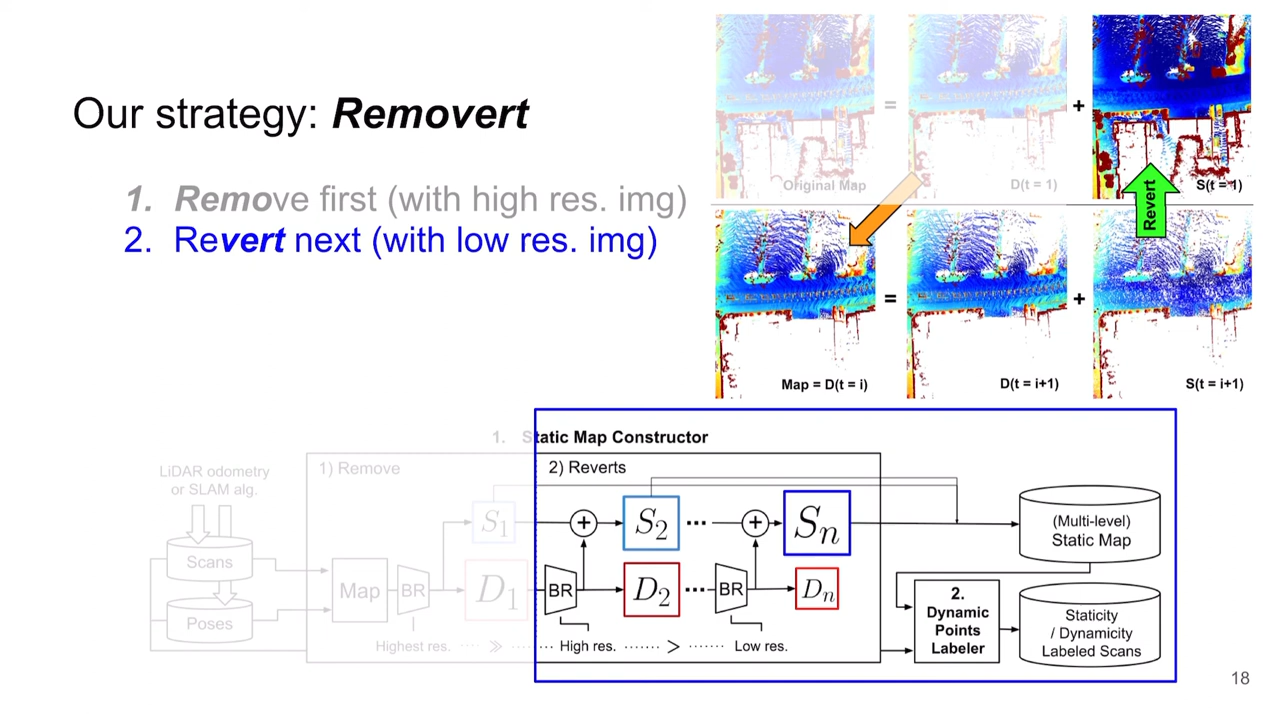 Our strategy: Removert
1. Remove first (with high res. img)
2. Revert next (with low res. img)
Original Map
=
D(t = 1)
+
S(t = 1)
Revert
Map = D(t = i)
=
D(t = i+1)
+
S(t = i+1)
1. Static Map Constructor
LiDAR odometry
or SLAM alg.
Scans
Poses
1) Remove
Map
BR
S1
D1
2) Reverts
+
S2
...
+
Sn
BR
D2
...
BR
Dn
Highest res. ····· ≫ ······ High res. ······· > ······· Low res.
(Multi-level)
Static Map
2.
Dynamic
Points
Labeler
Staticity
/ Dynamicity
Labeled Scans
18